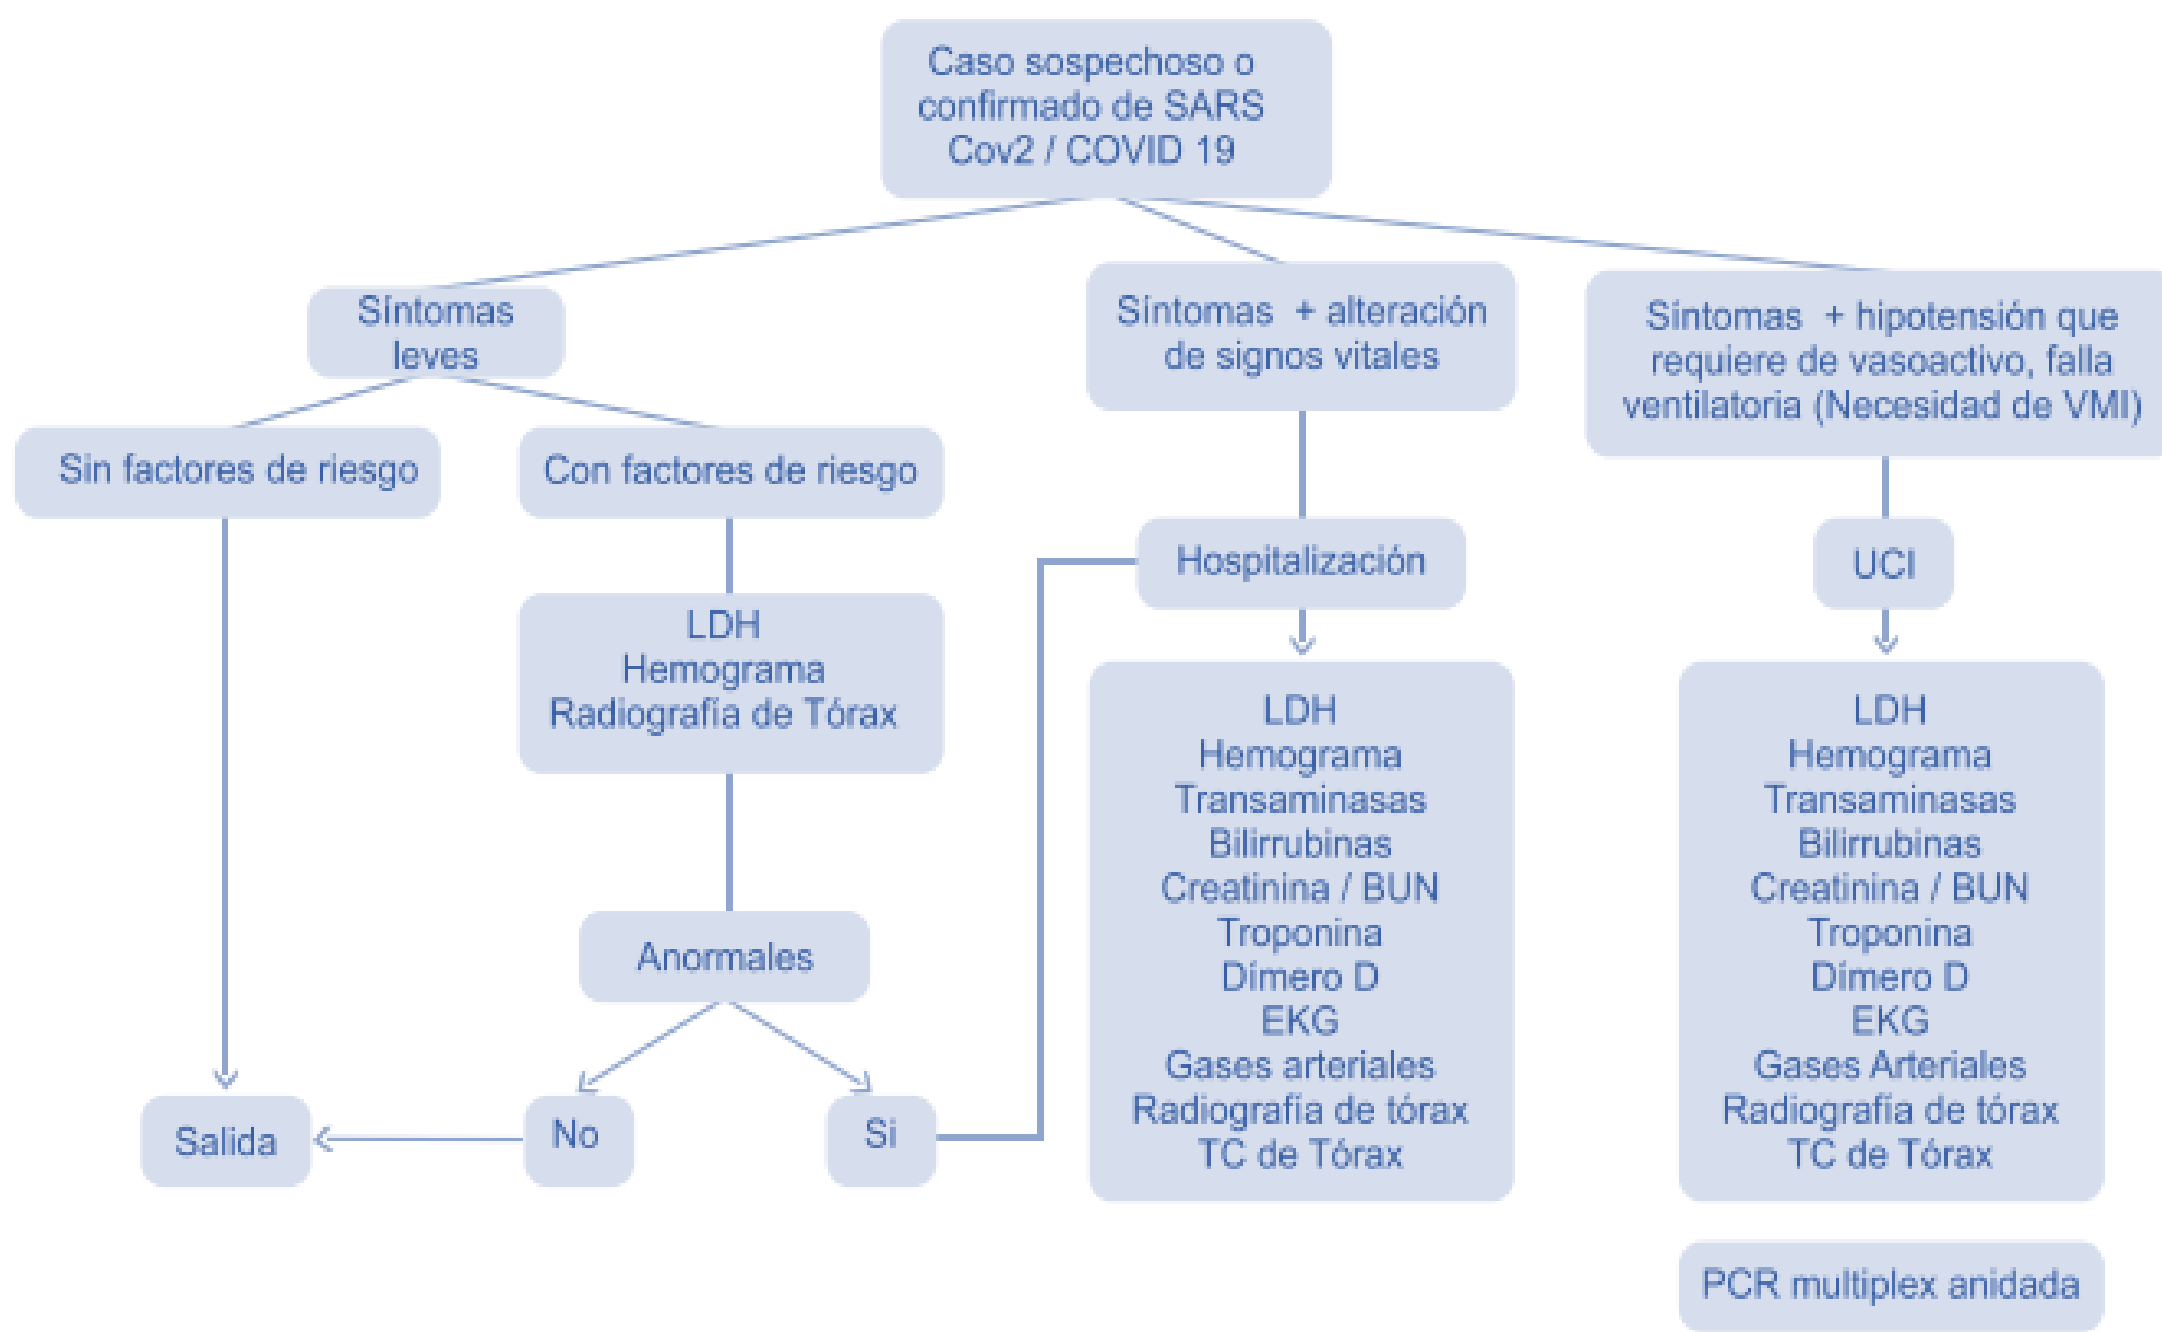 Caso sospechoso o
confirmado de SARS
Cov2 / COVID 19
Síntomas
leves
Síntomas + alteración
de signos vitales
Síntomas + hipotensión que
requiere de vasoactivo, falla
ventilatoria (Necesidad de VMI)
Sin factores de riesgo
Con factores de riesgo
Hospitalización
UCI
LDH
Hemograma
Radiografía de Tórax
Anormales
No
Si
Salida
LDH
Hemograma
Transaminasas
Bilirrubinas
Creatinina / BUN
Troponina
Dímero D
EKG
Gases arteriales
Radiografía de tórax
TC de Tórax
LDH
Hemograma
Transaminasas
Bilirrubinas
Creatinina / BUN
Troponina
Dímero D
EKG
Gases Arteriales
Radiografía de tórax
TC de Tórax
PCR multiplex anidada